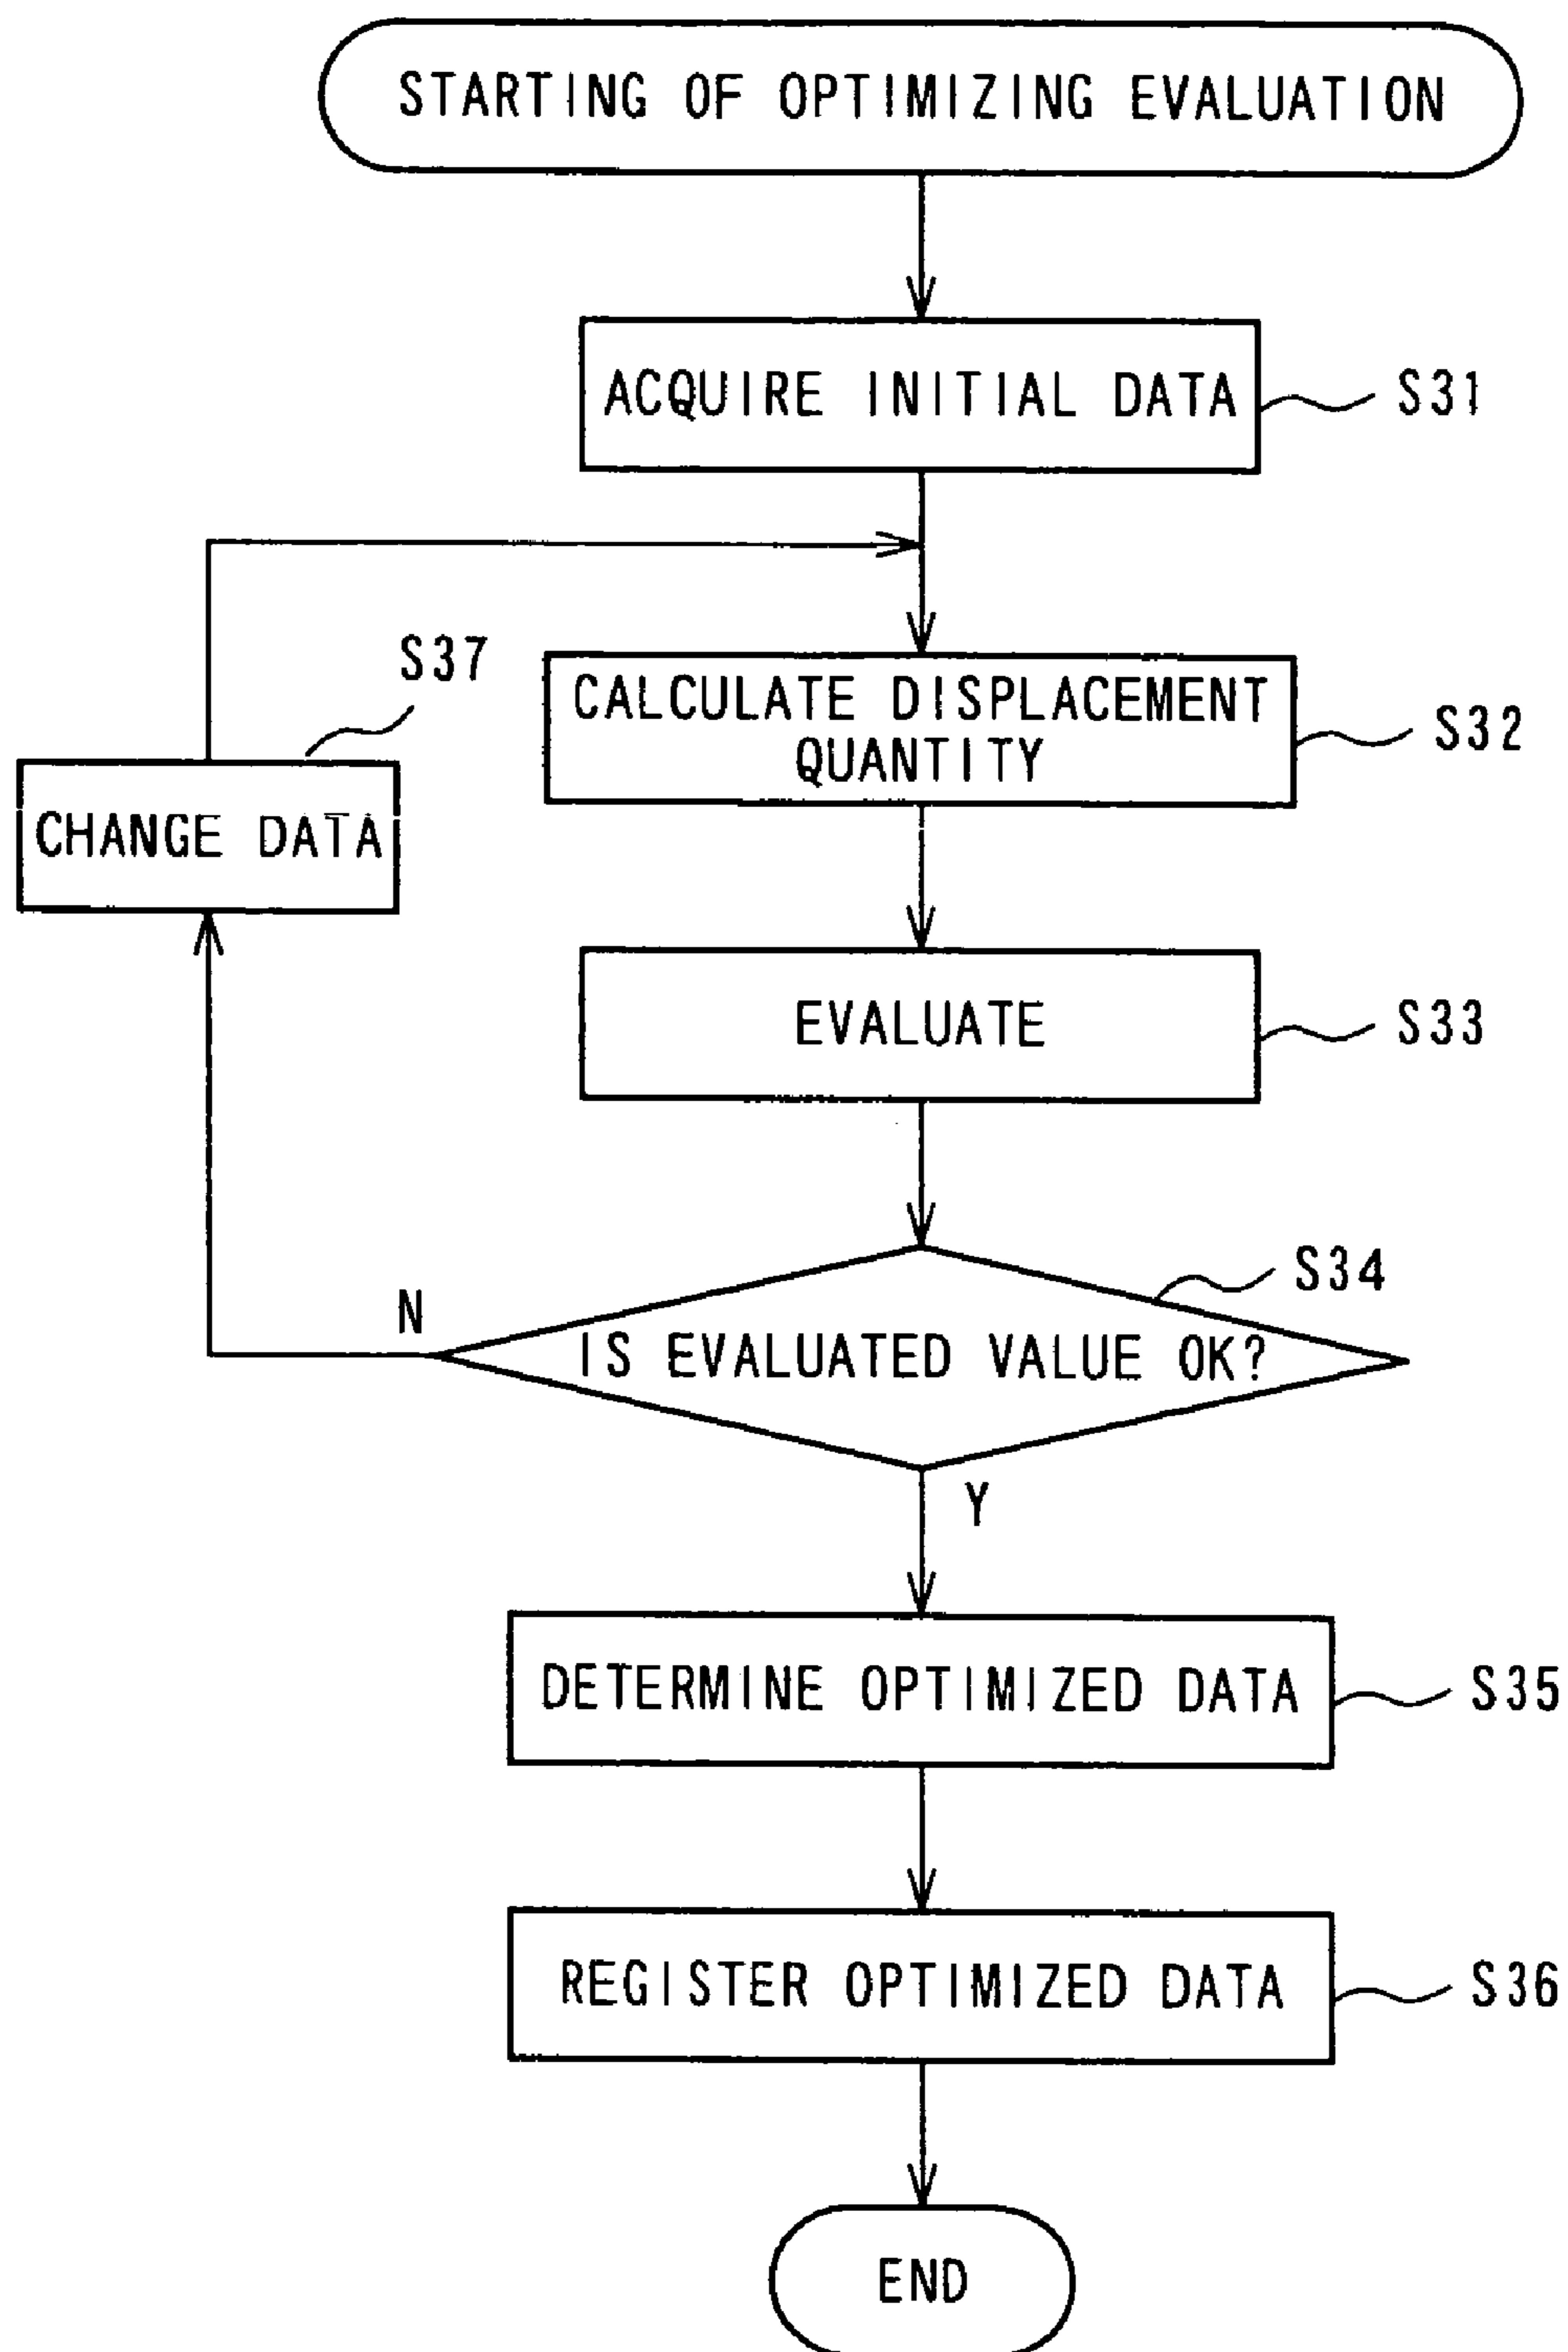 STARTING OF OPTIMIZING EVALUATION
ACQUIRE INITIAL DATA
S31
S37
CALCULATE DISPLACEMENT
QUANTITY
S32
CHANGE DATA
EVALUATE
S33
S34
N
IS EVALUATED VALUE OK?
Y
DETERMINE OPTIMIZED DATA
S35
REGISTER OPTIMIZED DATA
S36
END